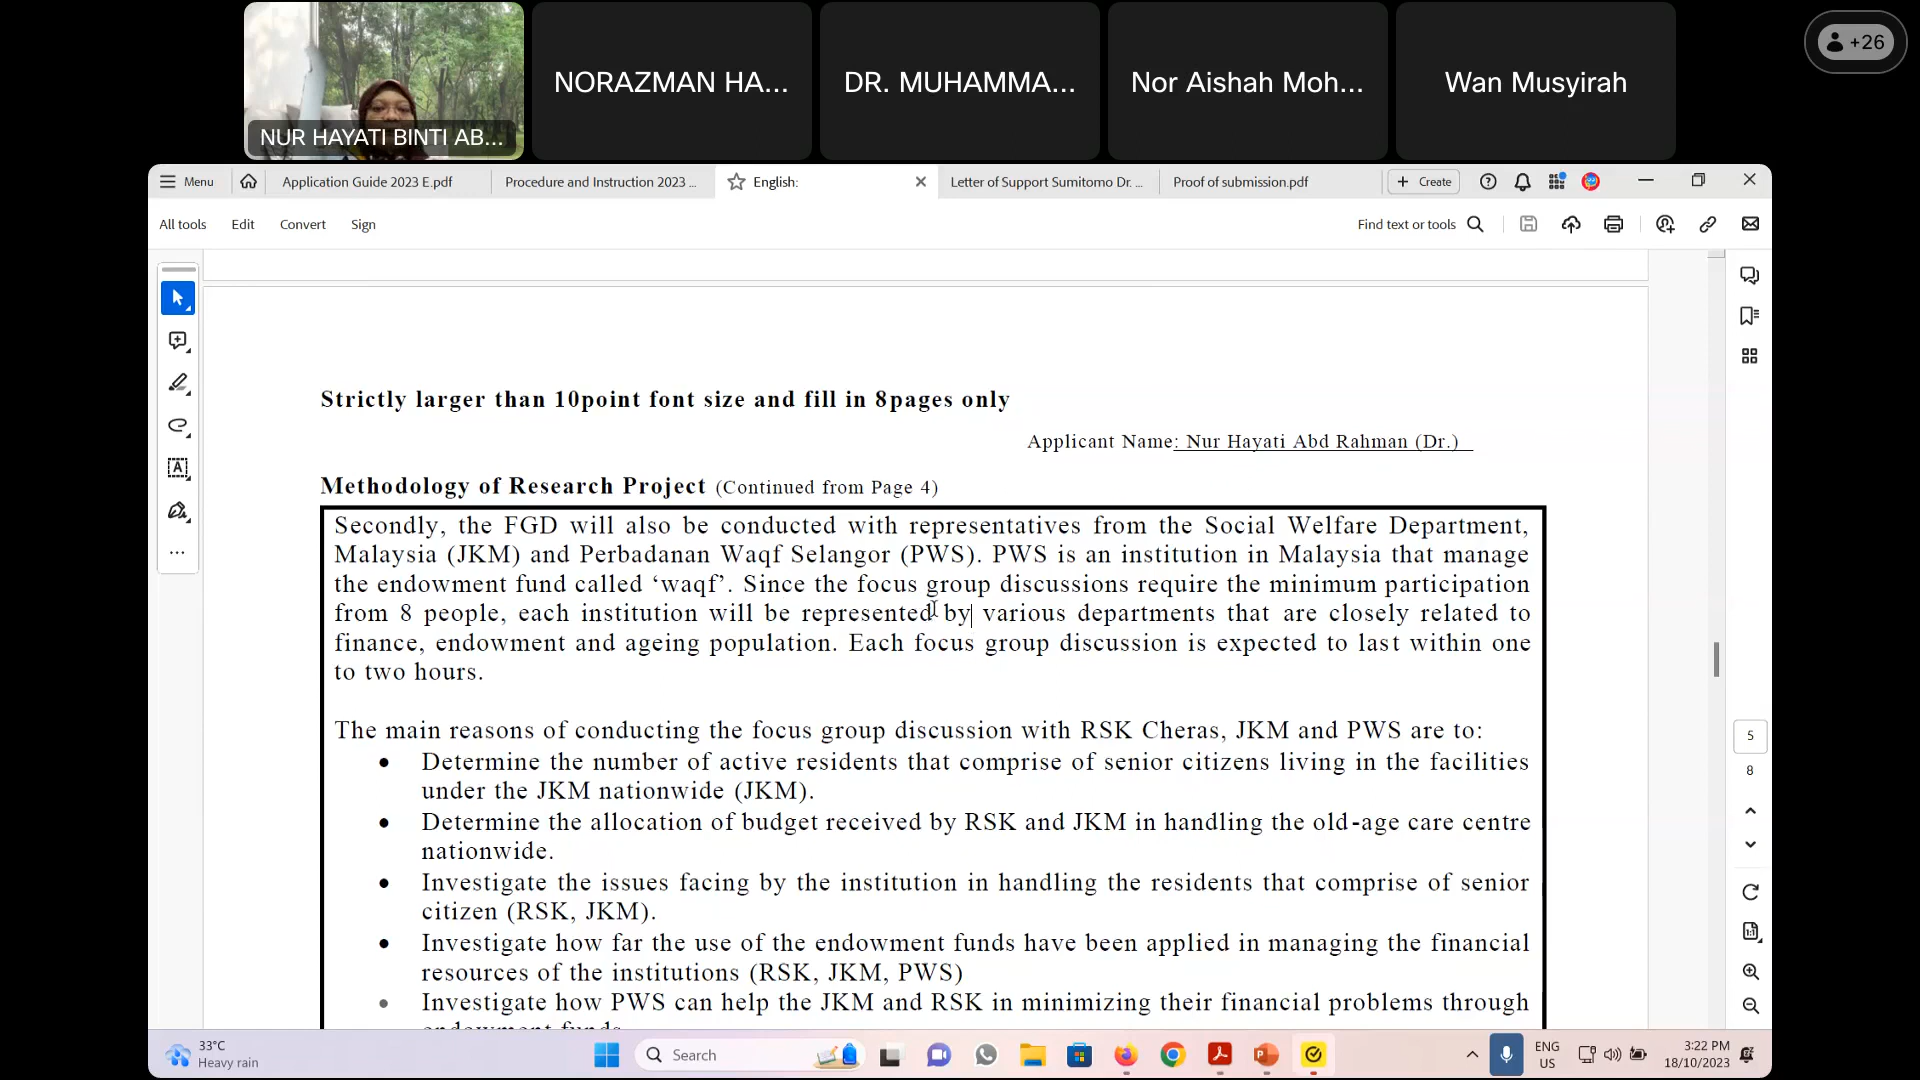 NUR HAYATI BINTI AB...
NORAZMAN HA...
DR. MUHAMMA...
Nor Aishah Moh...
Wan Musyirah
+26
Menu
Application Guide 2023 E.pdf
Procedure and Instruction 2023 ...
English:
Letter of Support Sumitomo Dr. ...
Proof of submission.pdf
+ Create
All tools
Edit
Convert
Sign
Find text or tools
Strictly larger than 10point font size and fill in 8pages only
Applicant Name: Nur Hayati Abd Rahman (Dr.)
Methodology of Research Project (Continued from Page 4)
Secondly, the FGD will also be conducted with representatives from the Social Welfare Department,
Malaysia (JKM) and Perbadanan Waqf Selangor (PWS). PWS is an institution in Malaysia that manage
the endowment fund called ‘waqf’. Since the focus group discussions require the minimum participation
from 8 people, each institution will be represented by various departments that are closely related to
finance, endowment and ageing population. Each focus group discussion is expected to last within one
to two hours.
The main reasons of conducting the focus group discussion with RSK Cheras, JKM and PWS are to:
• Determine the number of active residents that comprise of senior citizens living in the facilities
under the JKM nationwide (JKM).
• Determine the allocation of budget received by RSK and JKM in handling the old-age care centre
nationwide.
• Investigate the issues facing by the institution in handling the residents that comprise of senior
citizen (RSK, JKM).
• Investigate how far the use of the endowment funds have been applied in managing the financial
resources of the institutions (RSK, JKM, PWS)
• Investigate how PWS can help the JKM and RSK in minimizing their financial problems through
endowment funds
5
8
33°C
Heavy rain
Search
ENG
US
3:22 PM
18/10/2023